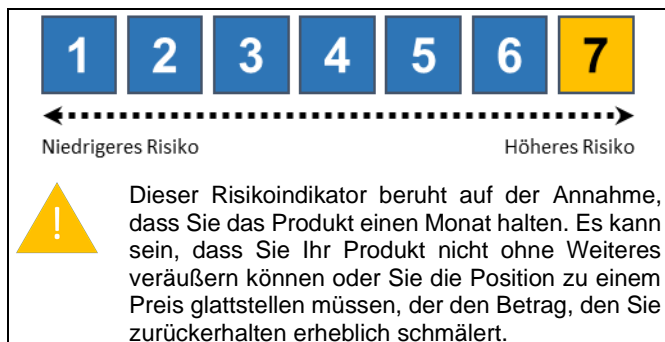 1 2 3 4 5 6 7
Niedrigeres Risiko Höheres Risiko
!
Dieser Risikoindikator beruht auf der Annahme,
dass Sie das Produkt einen Monat halten. Es kann
sein, dass Sie Ihr Produkt nicht ohne Weiteres
veräußern können oder Sie die Position zu einem
Preis glattstellen müssen, der den Betrag, den Sie
zurückerhalten erheblich schmälert.